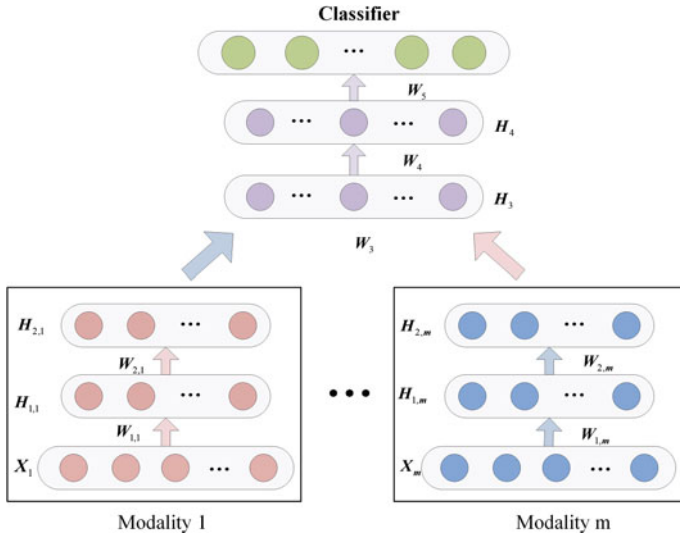 Classifier
...
W5
... ...
H4
W4
... ...
H3
W3
H2,1
...
H2,m
...
W2,1
W2,m
H1,1
...
...
H1,m
...
W1,1
W1,m
X1
...
Xm
...
Modality 1
Modality m